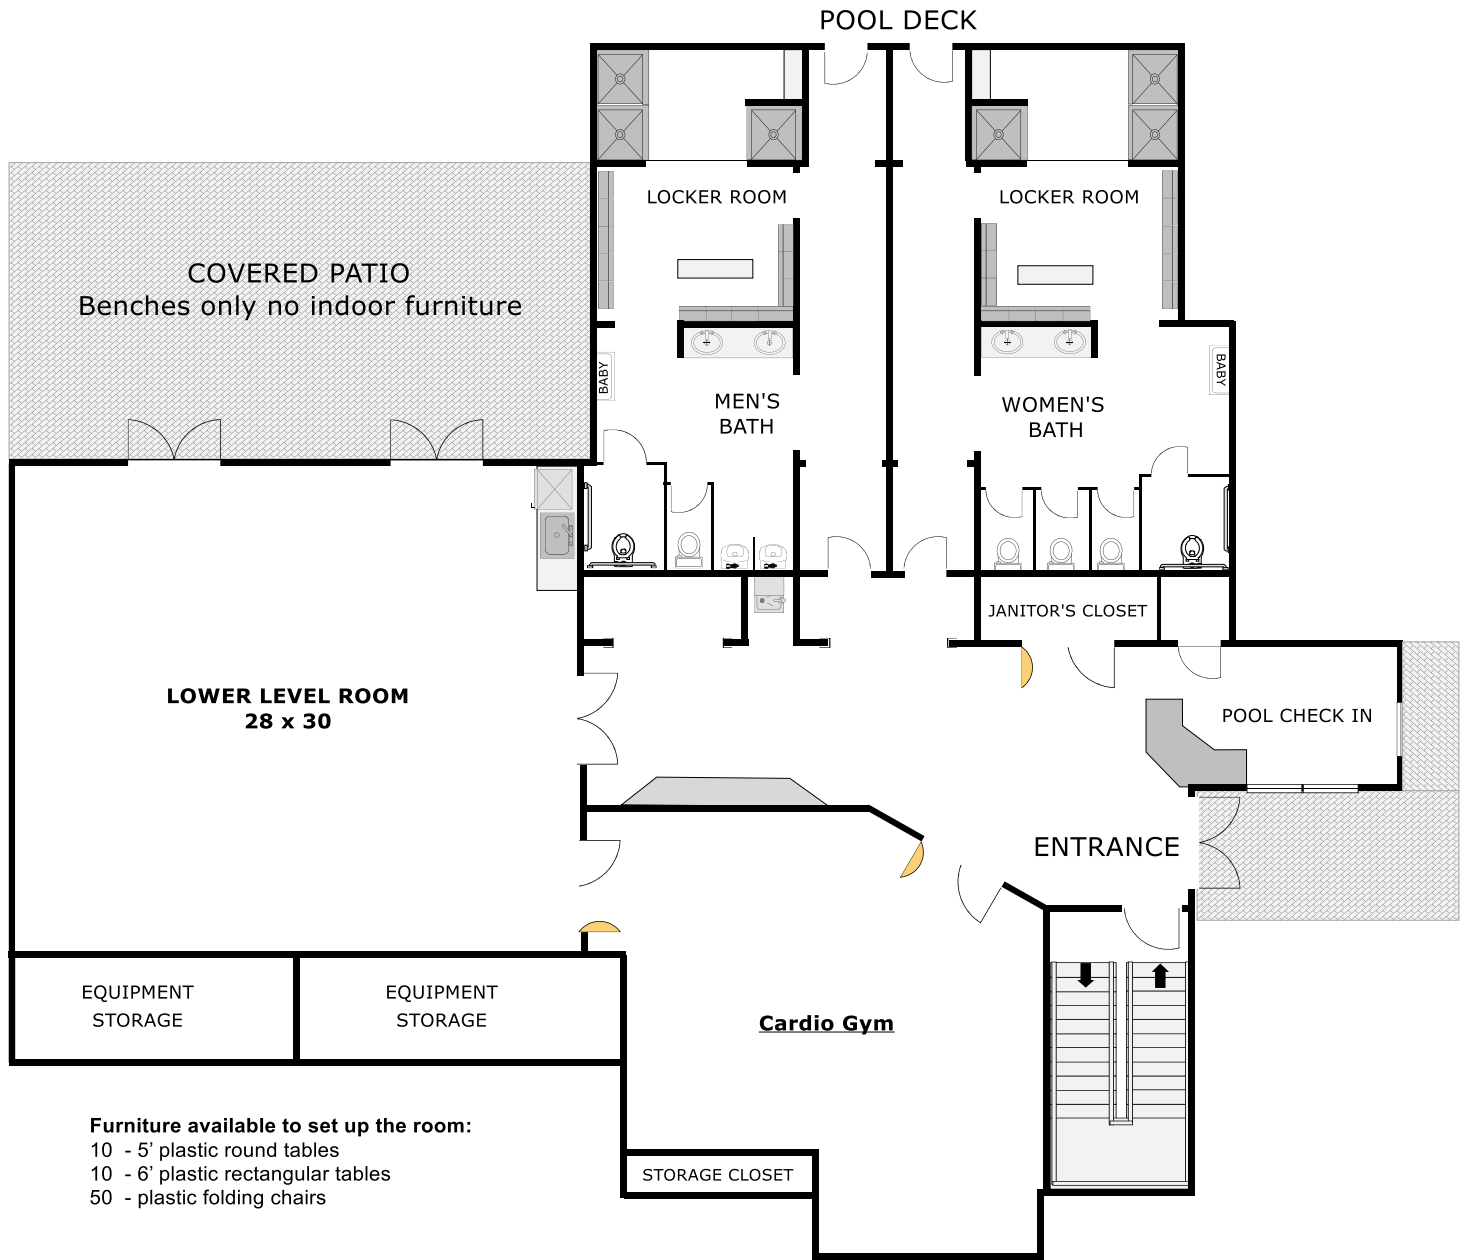 POOL DECK
LOCKER ROOM
LOCKER ROOM
COVERED PATIO
Benches only no indoor furniture
BABY
BABY
MEN'S
BATH
WOMEN'S
BATH
JANITOR'S CLOSET
LOWER LEVEL ROOM
28 x 30
POOL CHECK IN
ENTRANCE
EQUIPMENT
STORAGE
EQUIPMENT
STORAGE
Cardio Gym
Furniture available to set up the room:
10 - 5’ plastic round tables
10 - 6’ plastic rectangular tables
50 - plastic folding chairs
STORAGE CLOSET